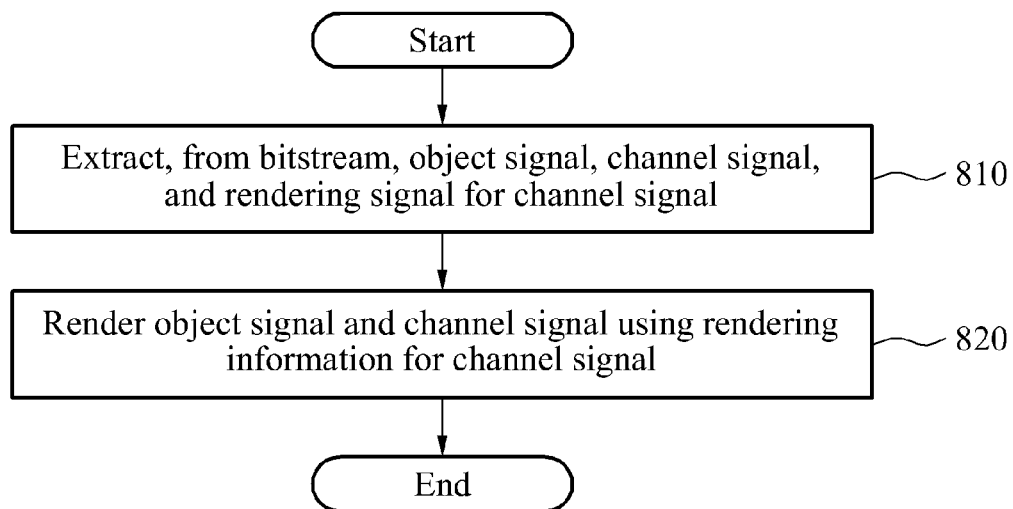 Start
Extract, from bitstream, object signal, channel signal,
and rendering signal for channel signal
810
Render object signal and channel signal using rendering
information for channel signal
820
End